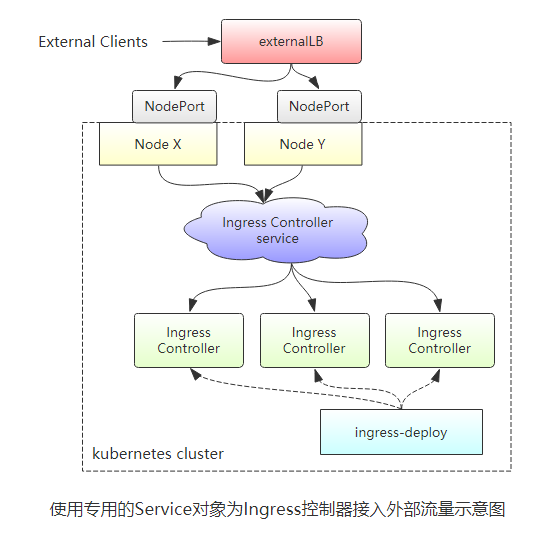 External Clients
externalLB
NodePort
NodePort
Node X
Node Y
Ingress Controller
service
Ingress
Controller
Ingress
Controller
Ingress
Controller
ingress-deploy
kubernetes cluster
使用专用的Service对象为Ingress控制器接入外部流量示意图